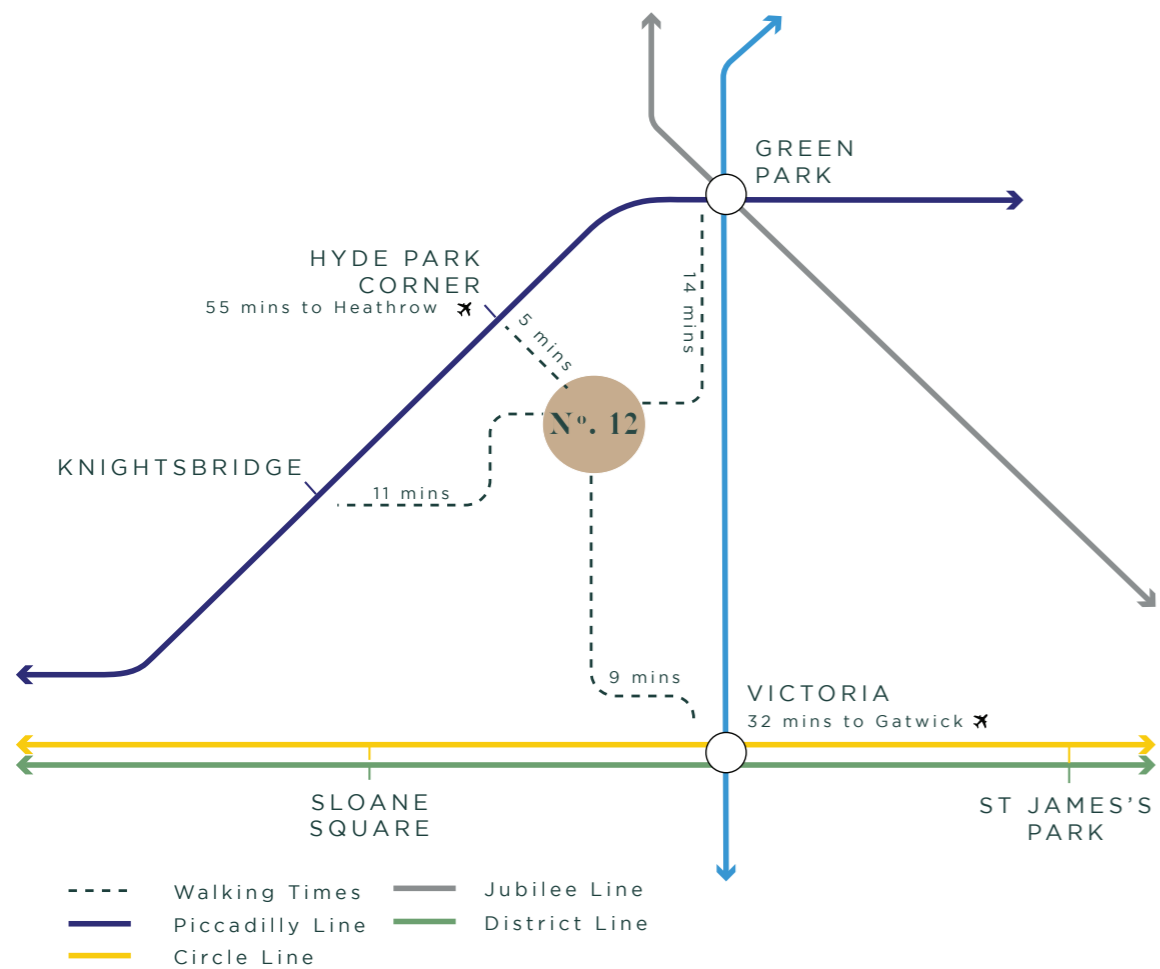 GREEN
PARK
HYDE PARK
CORNER
55 mins to Heathrow
5 mins
14 mins
Nº. 12
KNIGHTSBRIDGE
11 mins
9 mins
VICTORIA
32 mins to Gatwick
SLOANE
SQUARE
ST JAMES'S
PARK
Walking Times
Jubilee Line
Piccadilly Line
District Line
Circle Line